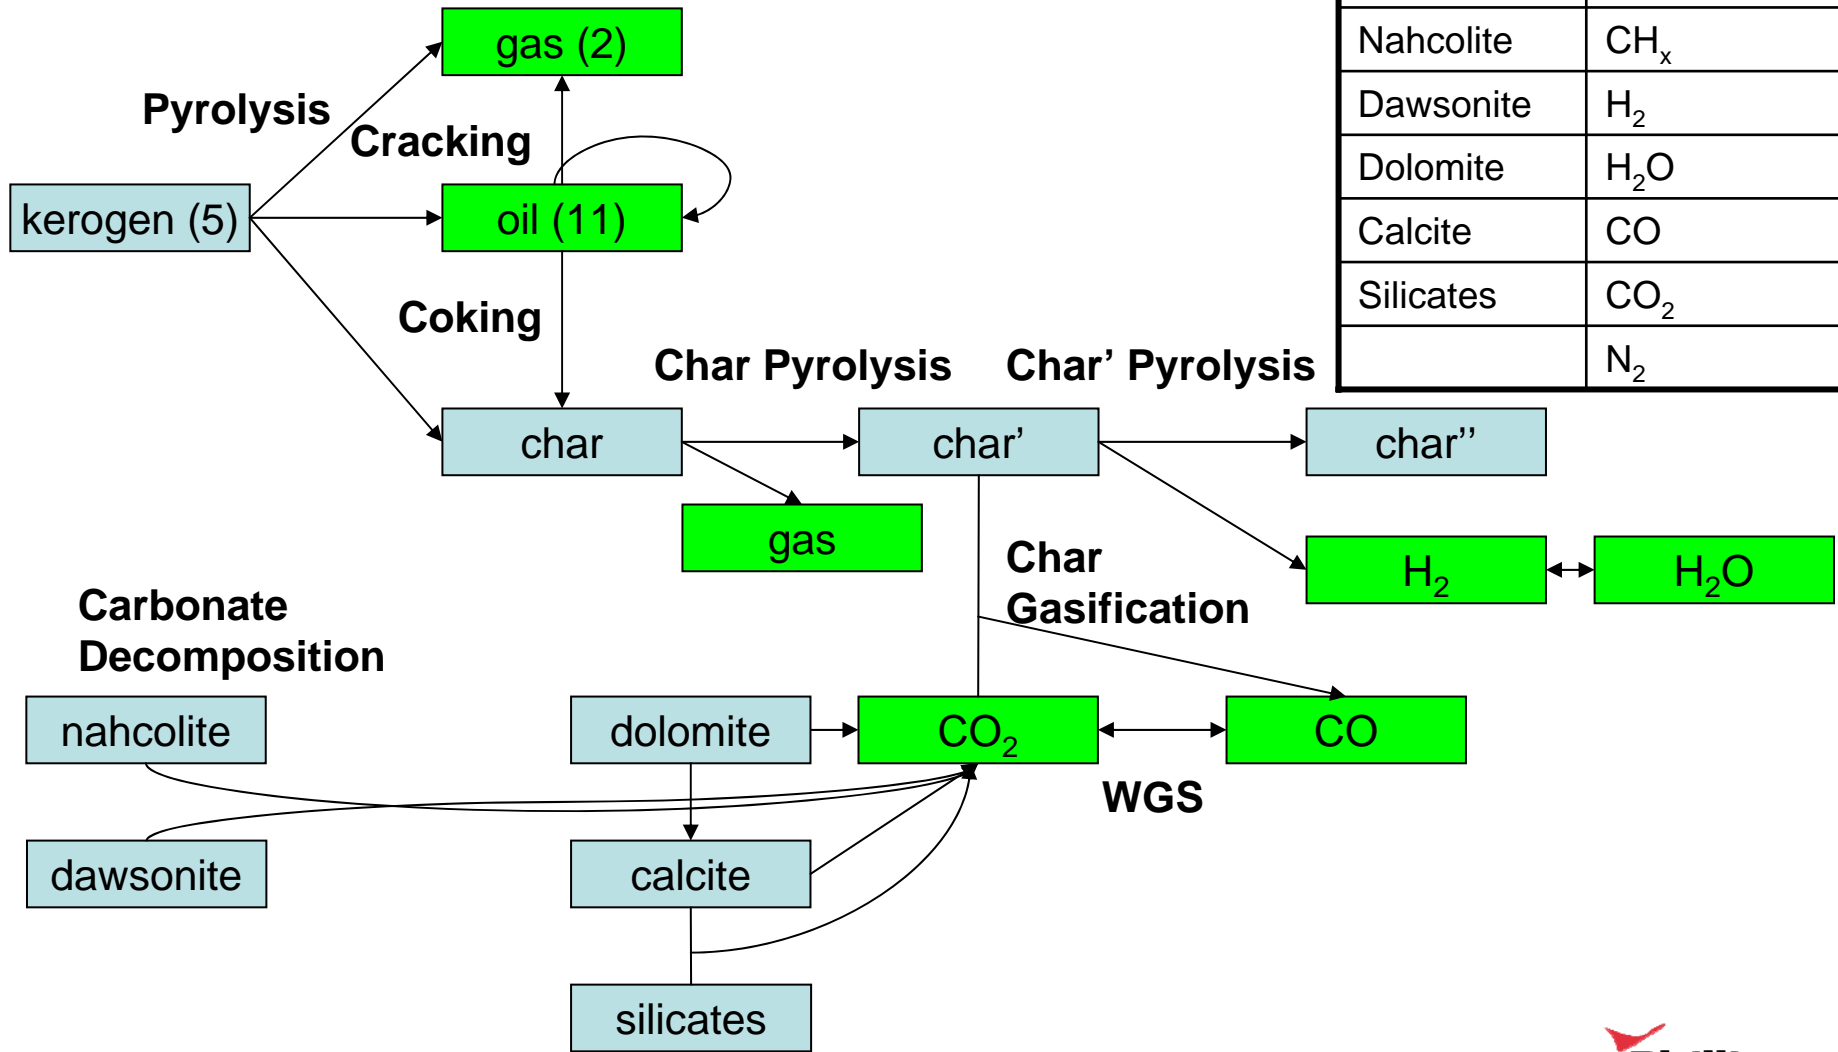 gas (2)
Pyrolysis
Cracking
kerogen (5)
oil (11)
Coking
Char Pyrolysis
Char’ Pyrolysis
char
char’
char’’
gas
Char
Gasification
H₂
H₂O
Carbonate
Decomposition
nahcolite
dolomite
CO₂
CO
WGS
dawsonite
calcite
silicates
Nahcolite CHₓ
Dawsonite H₂
Dolomite H₂O
Calcite CO
Silicates CO₂
N₂